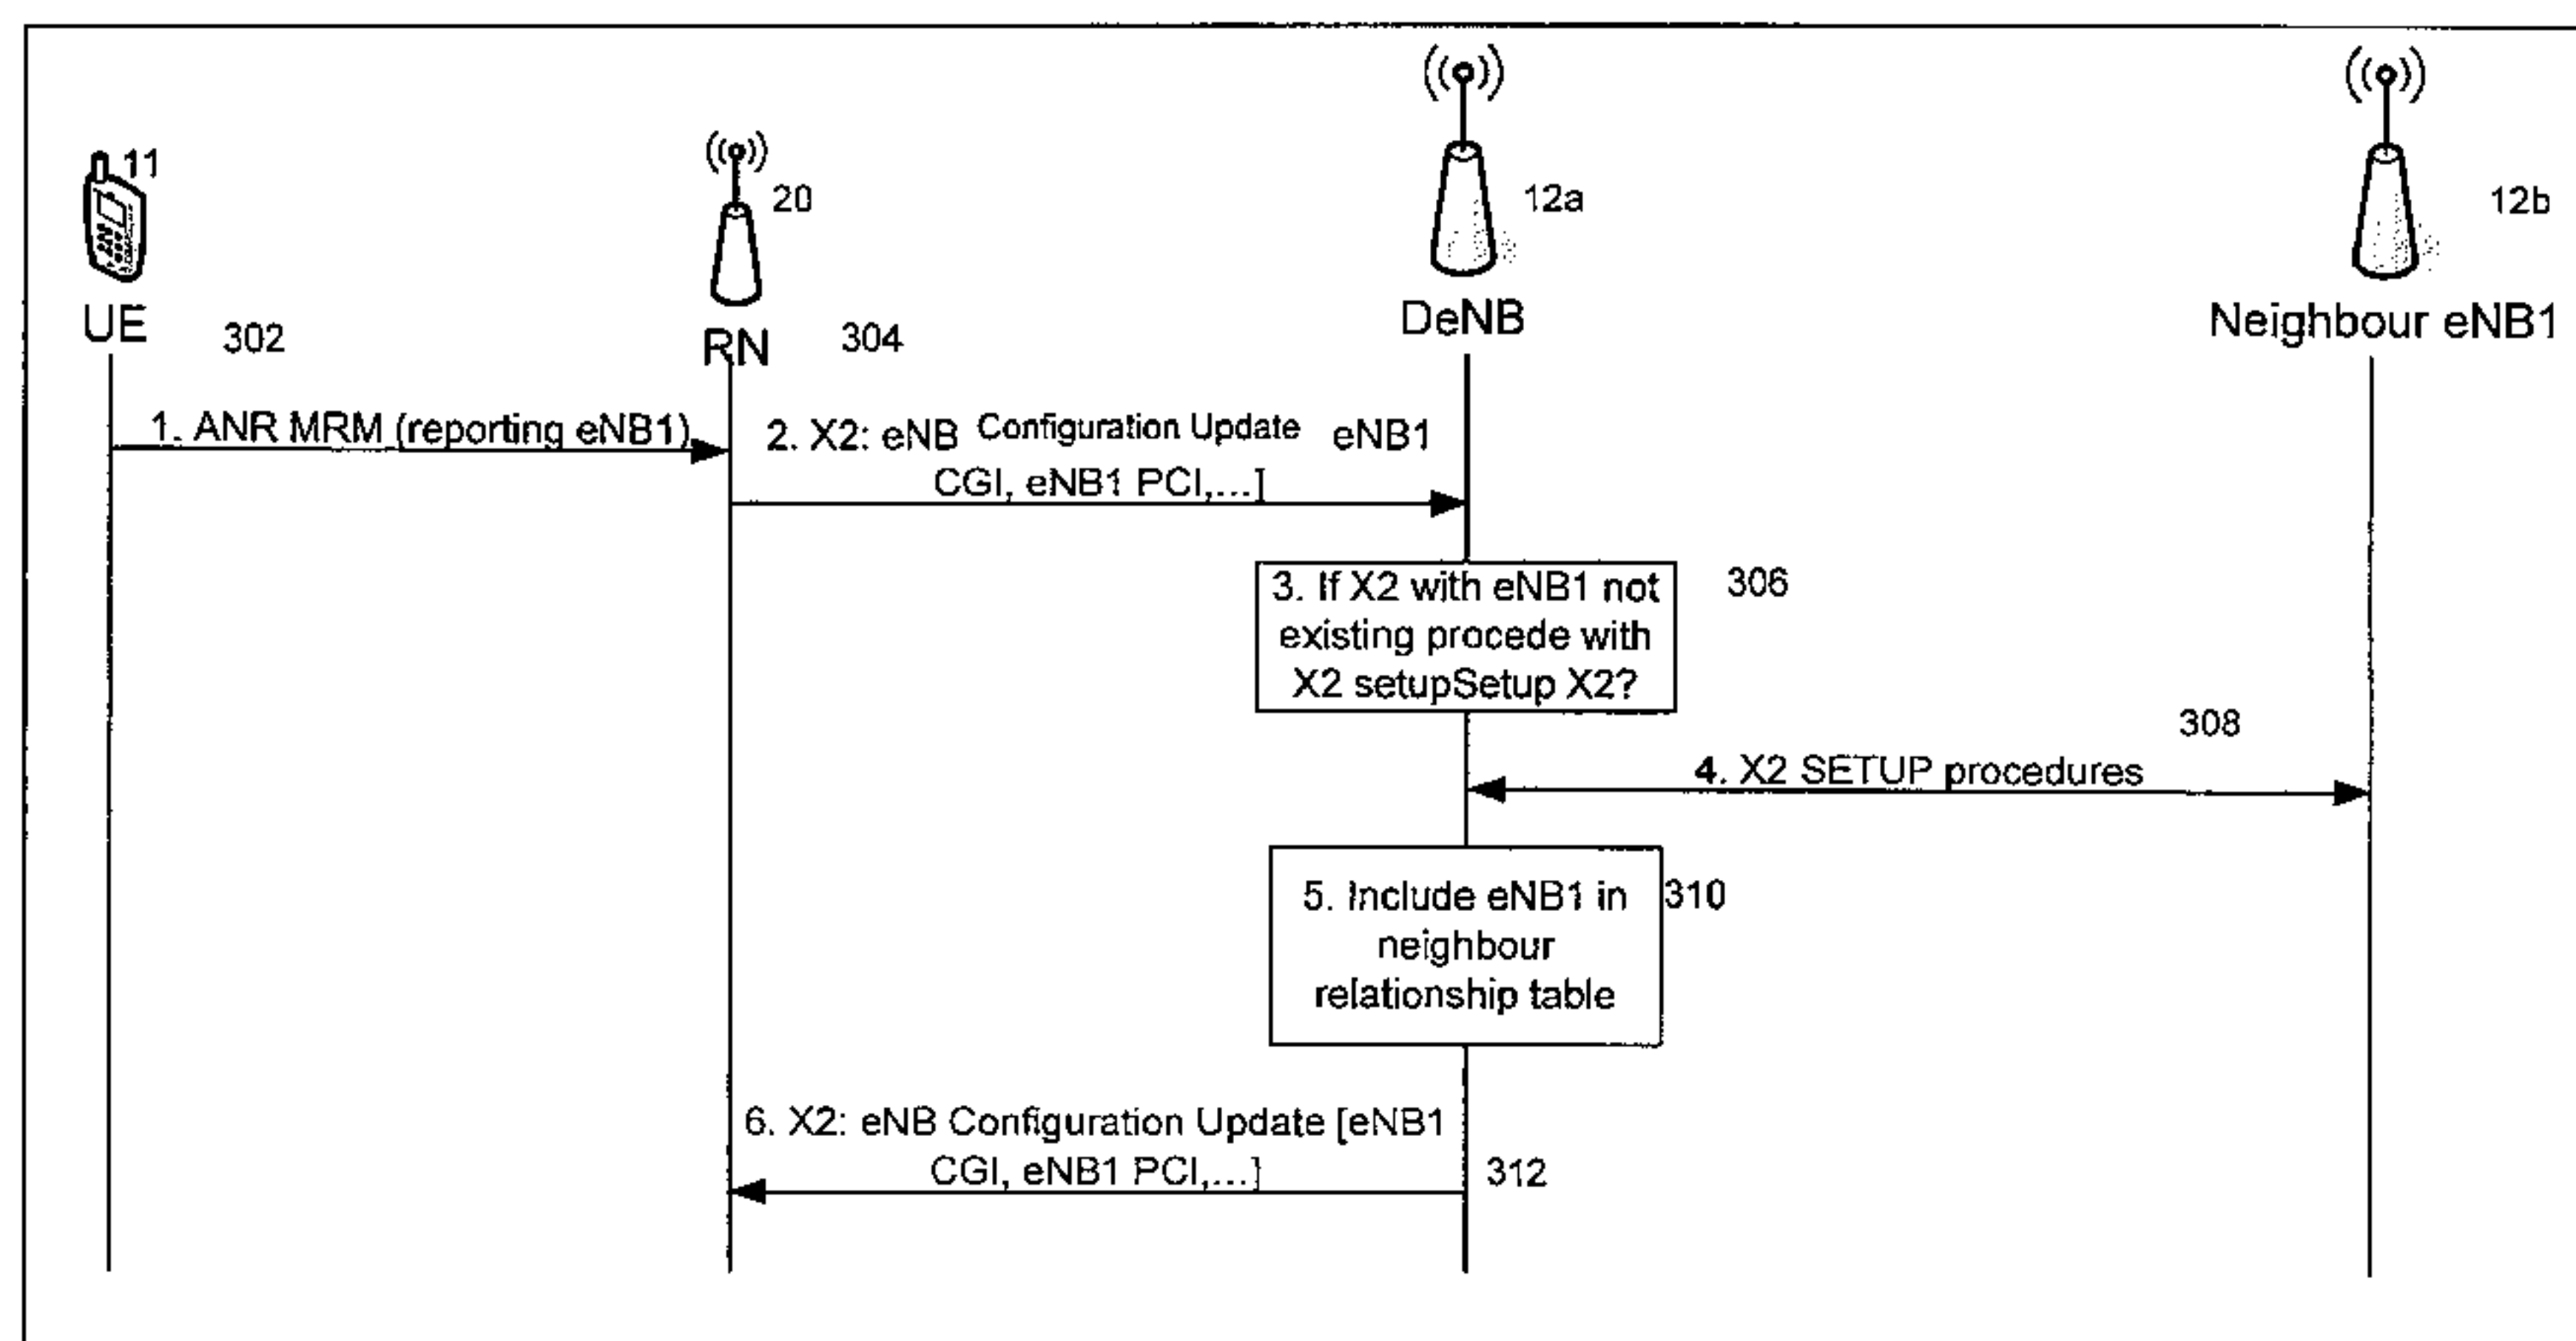 11
20
12a
12b
UE
302
RN
304
DeNB
Neighbour eNB1
1. ANR MRM (reporting eNB1)
2. X2: eNB Configuration Update eNB1
CGI, eNB1 PCI,...]
3. If X2 with eNB1 not
existing procede with
X2 setupSetup X2?
306
308
4. X2 SETUP procedures
5. Include eNB1 in
neighbour
relationship table
310
6. X2: eNB Configuration Update [eNB1
CGI, eNB1 PCI,...]
312